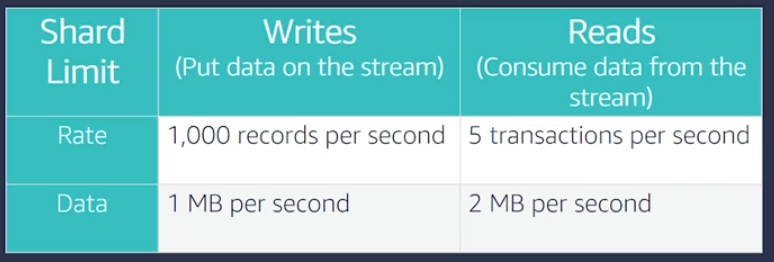 Shard
Limit
Writes
(Put data on the stream)
Reads
(Consume data from the
stream)
Rate
1,000 records per second
5 transactions per second
Data
1 MB per second
2 MB per second